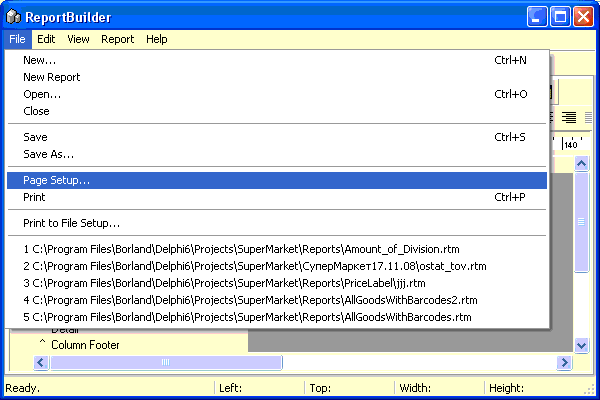 ReportBuilder
File Edit View Report Help
New... Ctrl+N
New Report
Open... Ctrl+O
Close
Save Ctrl+S
Save As...
140
Page Setup...
Print Ctrl+P
Print to File Setup...
1 C:\Program Files\Borland\Delphi6\Projects\SuperMarket\Reports\Amount_of_Division.rtm
2 C:\Program Files\Borland\Delphi6\Projects\СуперМаркет17.11.08\ostat_tov.rtm
3 C:\Program Files\Borland\Delphi6\Projects\SuperMarket\Reports\PriceLabel\jjj.rtm
4 C:\Program Files\Borland\Delphi6\Projects\SuperMarket\Reports\AllGoodsWithBarcodes2.rtm
5 C:\Program Files\Borland\Delphi6\Projects\SuperMarket\Reports\AllGoodsWithBarcodes.rtm
Detail
^ Column Footer
Ready. Left: Top: Width: Height: